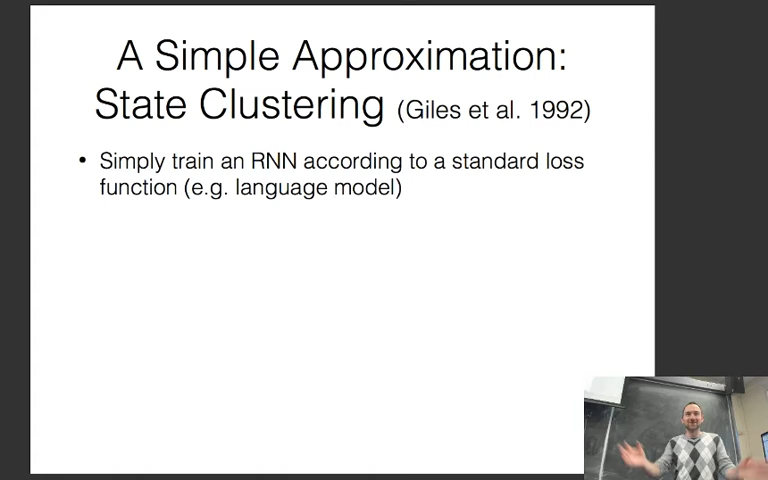 A Simple Approximation:
State Clustering (Giles et al. 1992)
• Simply train an RNN according to a standard loss
function (e.g. language model)